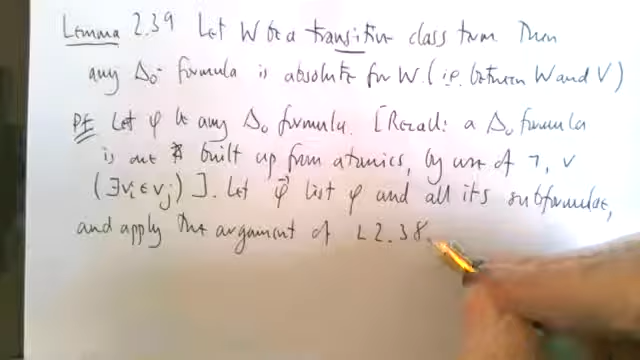 Lemma 2.39 Let W be a transitive class term Then
any Δ₀- formula is absolute for W. (ie. between W and V)
Pf Let φ be any Δ₀ formula. [Recall: a Δ₀ formula
is one built up from atomics, by use of ¬, ∨
(∃vᵢ∈vⱼ)]. Let φ⃗ list φ and all its subformulae,
and apply the argument of L 2.38.